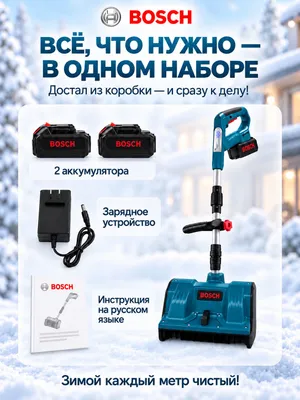 BOSCH
ВСЁ, ЧТО НУЖНО —
В ОДНОМ НАБОРЕ
Достал из коробки — и сразу к делу!
BOSCH
BOSCH
2 аккумулятора
Зарядное
устройство
BOSCH
Инструкция
на русском
языке
BOSCH
Зимой каждый метр чистый!